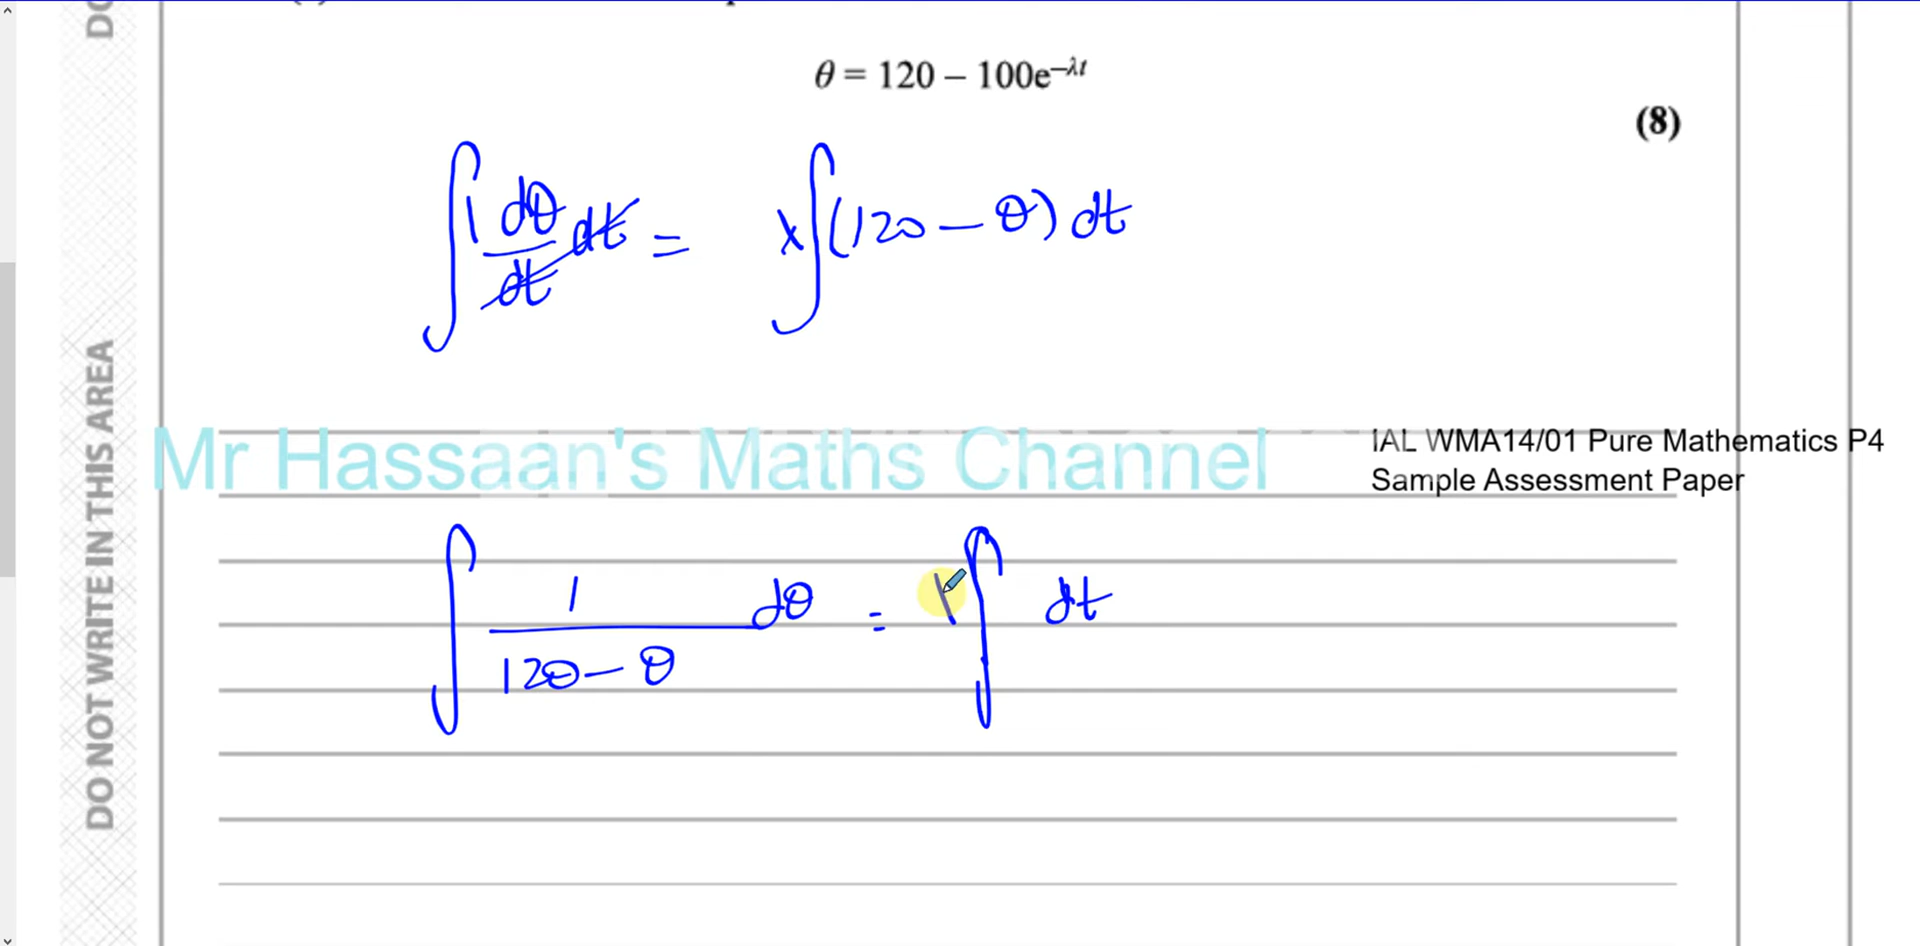 DO
DO NOT WRITE IN THIS AREA
θ = 120 – 100e^–λt
(8)
∫ 1 dθ/dt dt = λ ∫ (120 – θ) dt
Mr Hassaan's Maths Channel
IAL WMA14/01 Pure Mathematics P4
Sample Assessment Paper
∫ 1/(120 – θ) dθ = ∫ dt